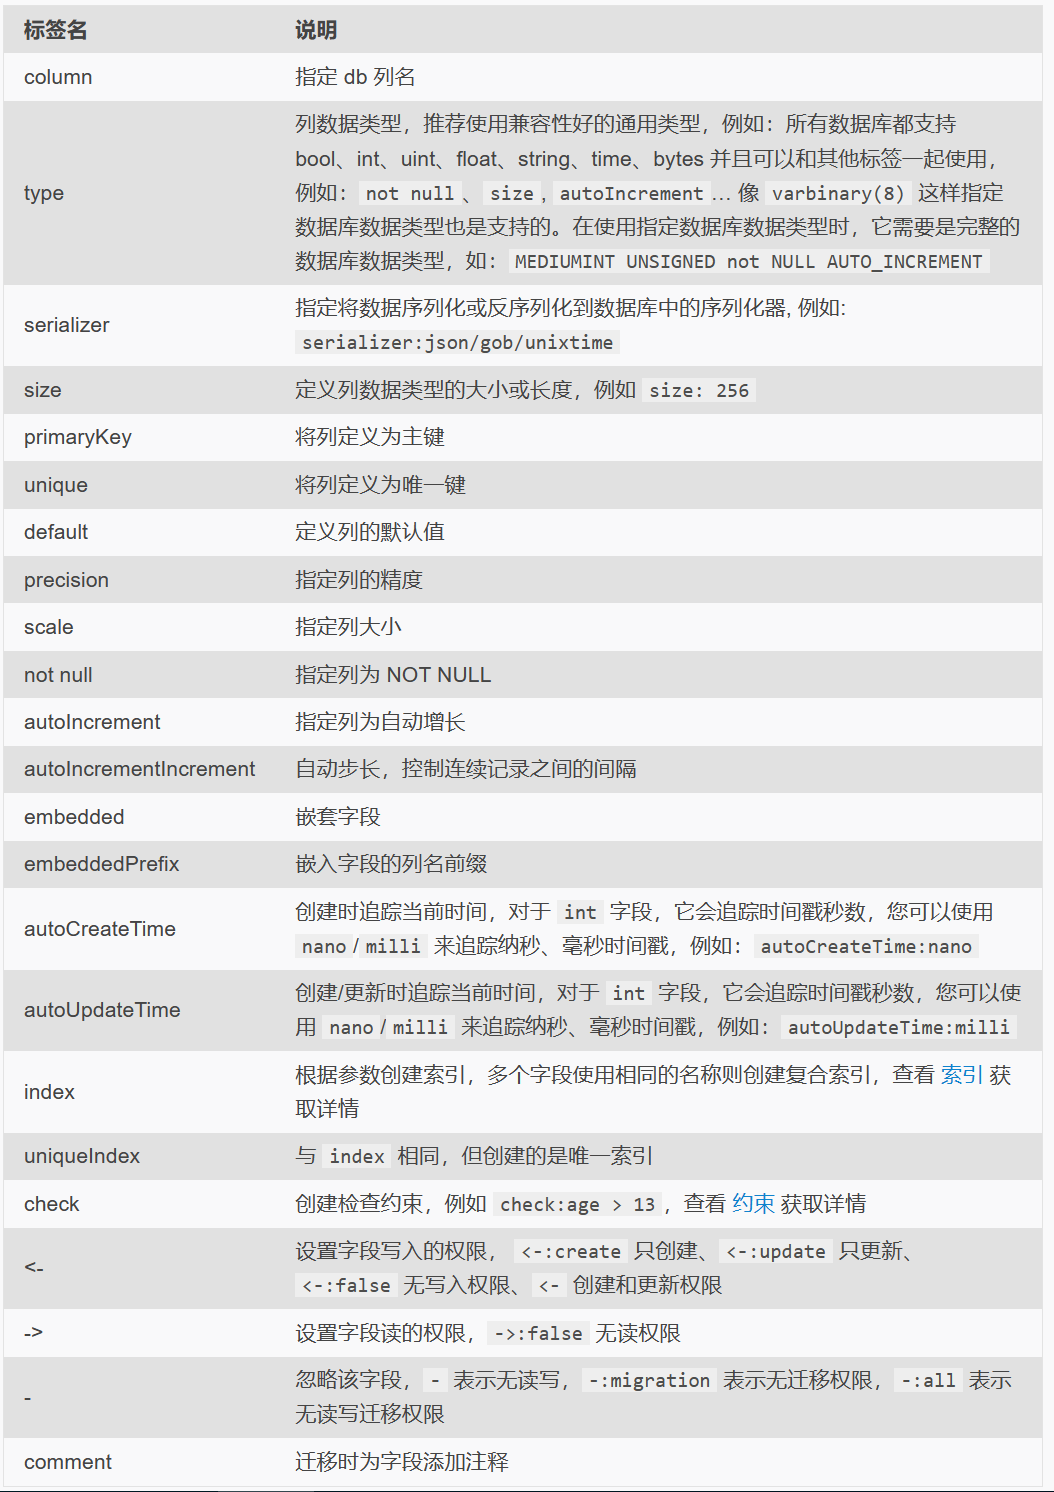 标签名 说明
column 指定 db 列名
type 列数据类型，推荐使用兼容性好的通用类型，例如：所有数据库都支持
bool、int、uint、float、string、time、bytes 并且可以和其他标签一起使用，
例如：not null、size, autoIncrement… 像 varbinary(8) 这样指定
数据库数据类型也是支持的。在使用指定数据库数据类型时，它需要是完整的
数据库数据类型，如：MEDIUMINT UNSIGNED not NULL AUTO_INCREMENT
serializer 指定将数据序列化或反序列化到数据库中的序列化器, 例如:
serializer:json/gob/unixtime
size 定义列数据类型的大小或长度，例如 size: 256
primaryKey 将列定义为主键
unique 将列定义为唯一键
default 定义列的默认值
precision 指定列的精度
scale 指定列大小
not null 指定列为 NOT NULL
autoIncrement 指定列为自动增长
autoIncrementIncrement 自动步长，控制连续记录之间的间隔
embedded 嵌套字段
embeddedPrefix 嵌入字段的列名前缀
autoCreateTime 创建时追踪当前时间，对于 int 字段，它会追踪时间戳秒数，您可以使用
nano/milli 来追踪纳秒、毫秒时间戳，例如：autoCreateTime:nano
autoUpdateTime 创建/更新时追踪当前时间，对于 int 字段，它会追踪时间戳秒数，您可以使
用 nano/milli 来追踪纳秒、毫秒时间戳，例如：autoUpdateTime:milli
index 根据参数创建索引，多个字段使用相同的名称则创建复合索引，查看 索引 获
取详情
uniqueIndex 与 index 相同，但创建的是唯一索引
check 创建检查约束，例如 check:age > 13，查看 约束 获取详情
<- 设置字段写入的权限， <-:create 只创建、<-:update 只更新、
<-:false 无写入权限、<- 创建和更新权限
-> 设置字段读的权限，->:false 无读权限
- 忽略该字段，- 表示无读写，-:migration 表示无迁移权限，-:all 表示
无读写迁移权限
comment 迁移时为字段添加注释